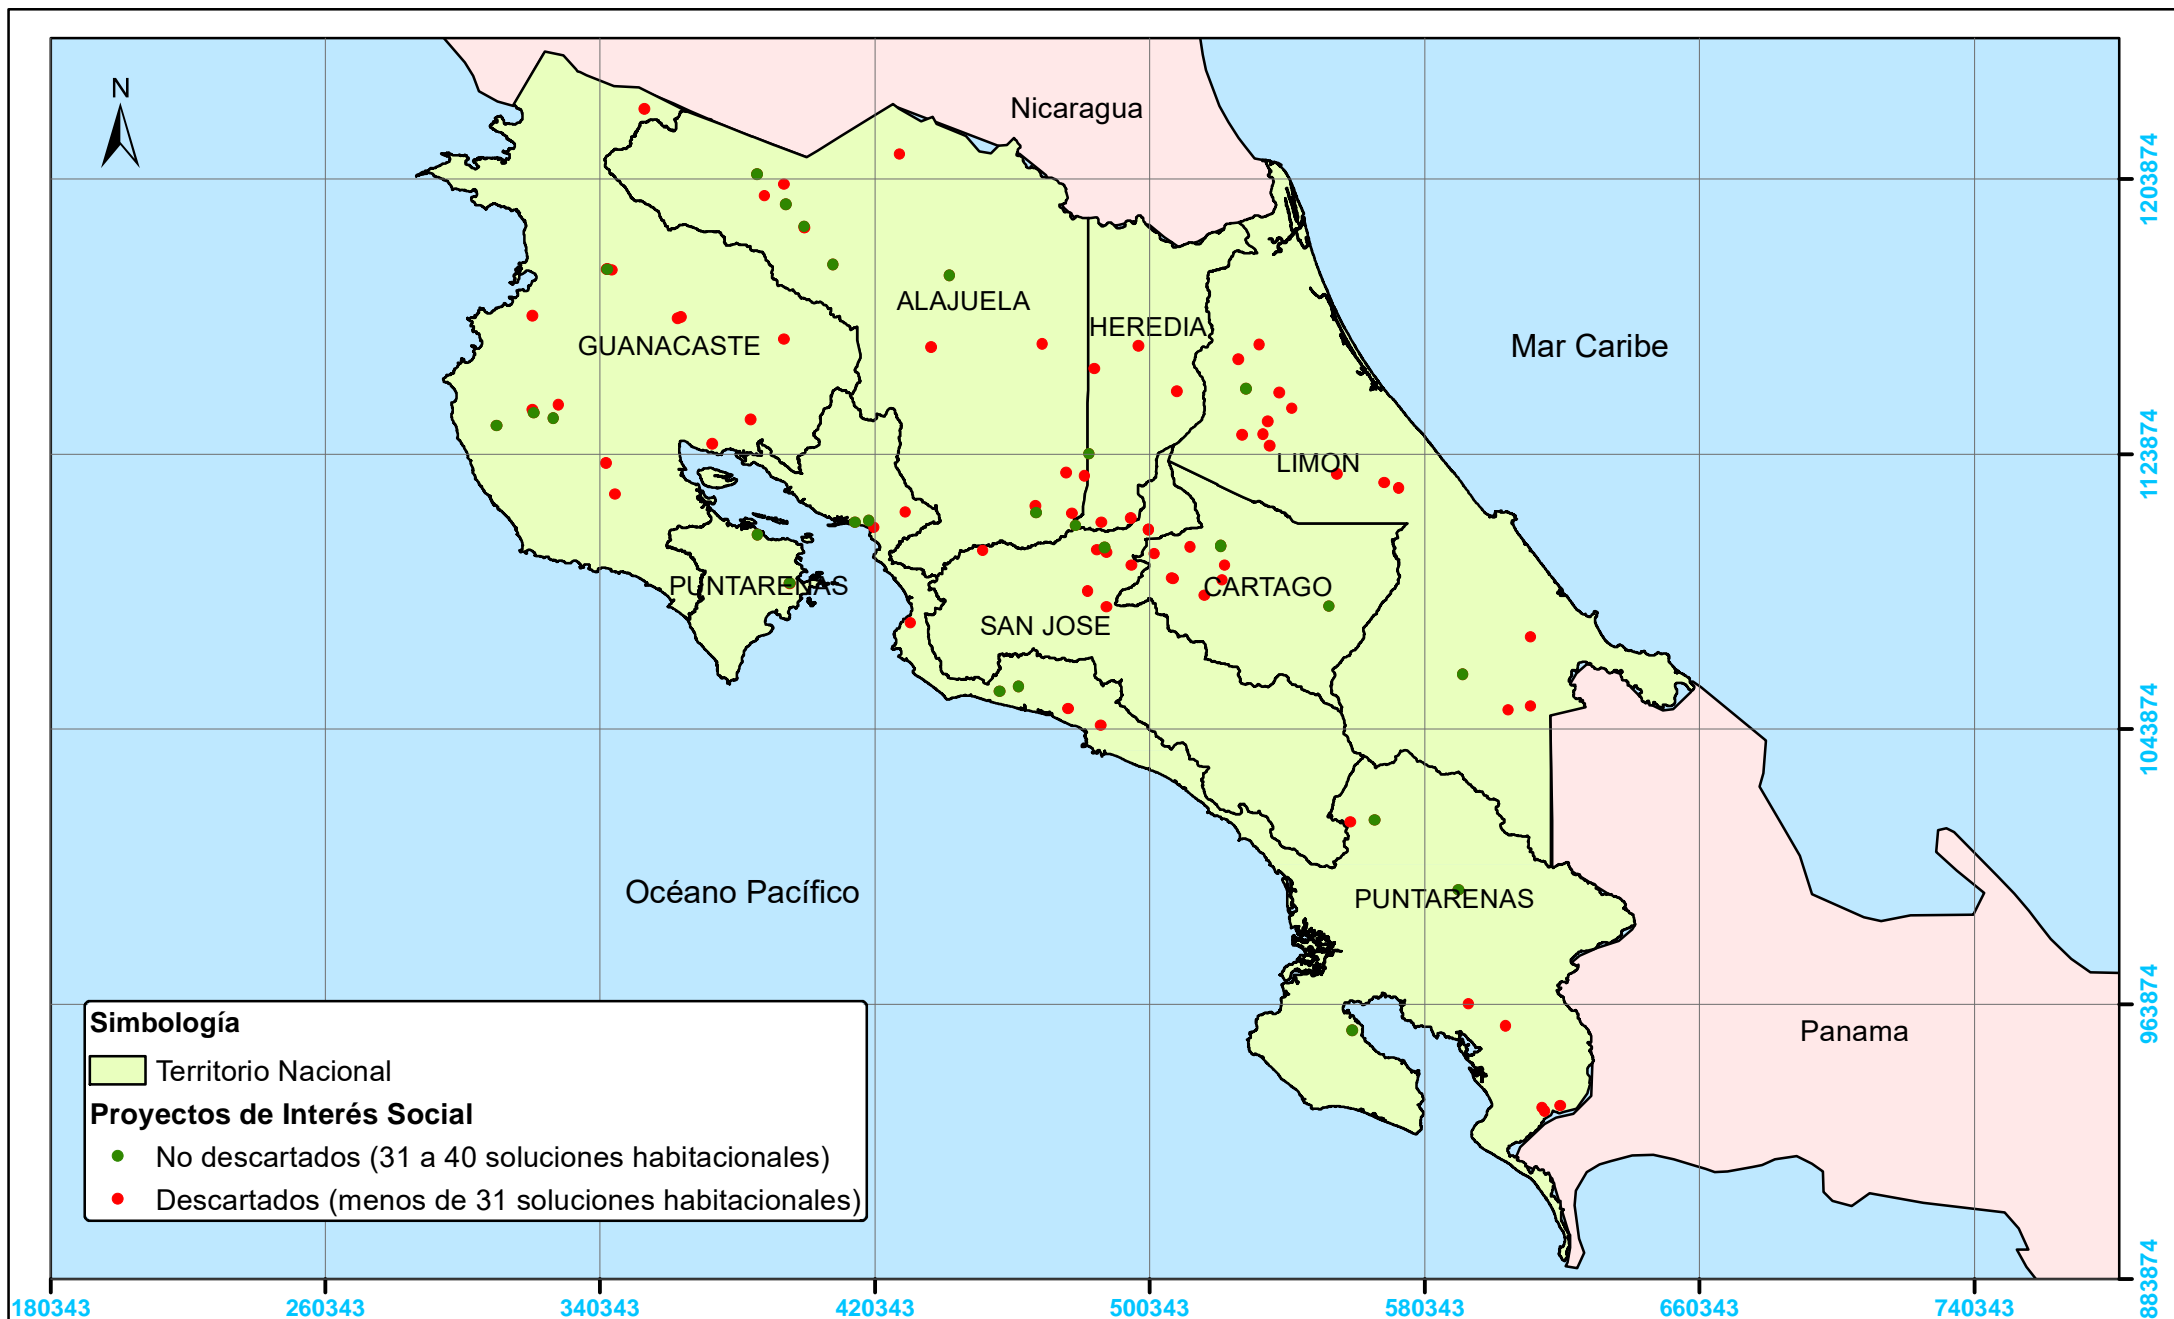 N
Nicaragua
ALAJUELA
HEREDIA
GUANACASTE
Mar Caribe
LIMON
PUNTARENAS
CARTAGO
SAN JOSE
Océano Pacífico
PUNTARENAS
Panama
Simbología
Territorio Nacional
Proyectos de Interés Social
No descartados (31 a 40 soluciones habitacionales)
Descartados (menos de 31 soluciones habitacionales)
1203874
1123874
1043874
963874
883874
180343
260343
340343
420343
500343
580343
660343
740343